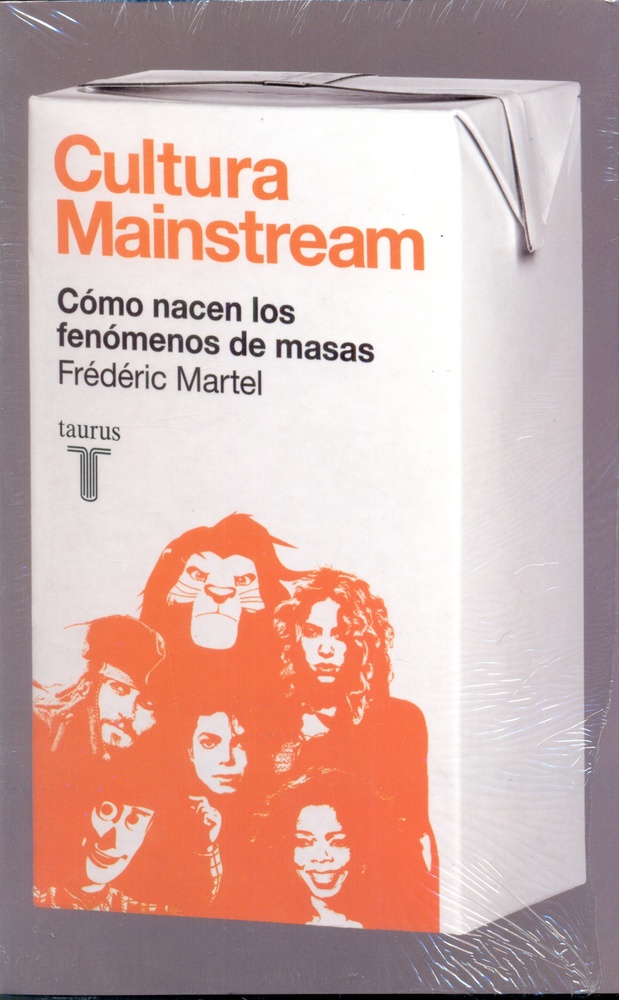 Cultura
Mainstream
Cómo nacen los
fenómenos de masas
Frédéric Martel
taurus